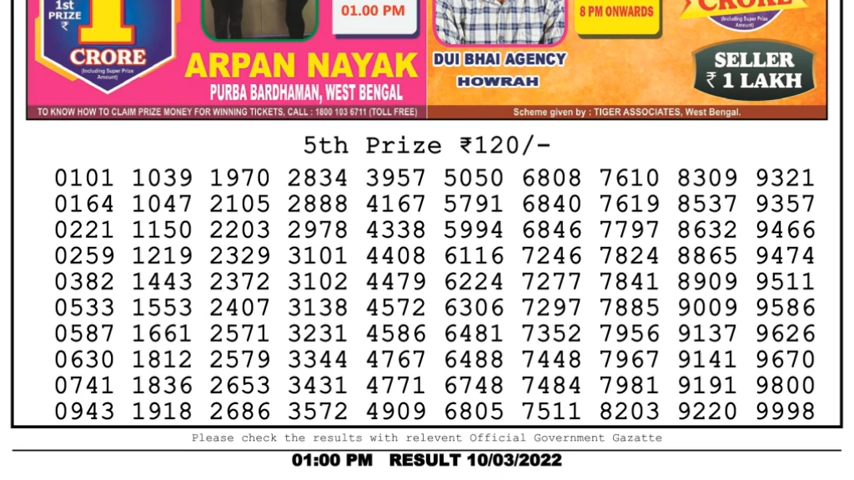 1st
PRIZE
₹
1
CRORE
(Including Super Prize
Amount)
01.00 PM
ARPAN NAYAK
PURBA BARDHAMAN, WEST BENGAL
DUI BHAI AGENCY
HOWRAH
8 PM ONWARDS
CRORE
(Including Super Prize
Amount)
SELLER
₹ 1 LAKH
TO KNOW HOW TO CLAIM PRIZE MONEY FOR WINNING TICKETS, CALL : 1800 103 6711 (TOLL FREE)
Scheme given by : TIGER ASSOCIATES, West Bengal.
5th Prize ₹120/-
0101 1039 1970 2834 3957 5050 6808 7610 8309 9321
0164 1047 2105 2888 4167 5791 6840 7619 8537 9357
0221 1150 2203 2978 4338 5994 6846 7797 8632 9466
0259 1219 2329 3101 4408 6116 7246 7824 8865 9474
0382 1443 2372 3102 4479 6224 7277 7841 8909 9511
0533 1553 2407 3138 4572 6306 7297 7885 9009 9586
0587 1661 2571 3231 4586 6481 7352 7956 9137 9626
0630 1812 2579 3344 4767 6488 7448 7967 9141 9670
0741 1836 2653 3431 4771 6748 7484 7981 9191 9800
0943 1918 2686 3572 4909 6805 7511 8203 9220 9998
Please check the results with relevent Official Government Gazatte
01:00 PM RESULT 10/03/2022